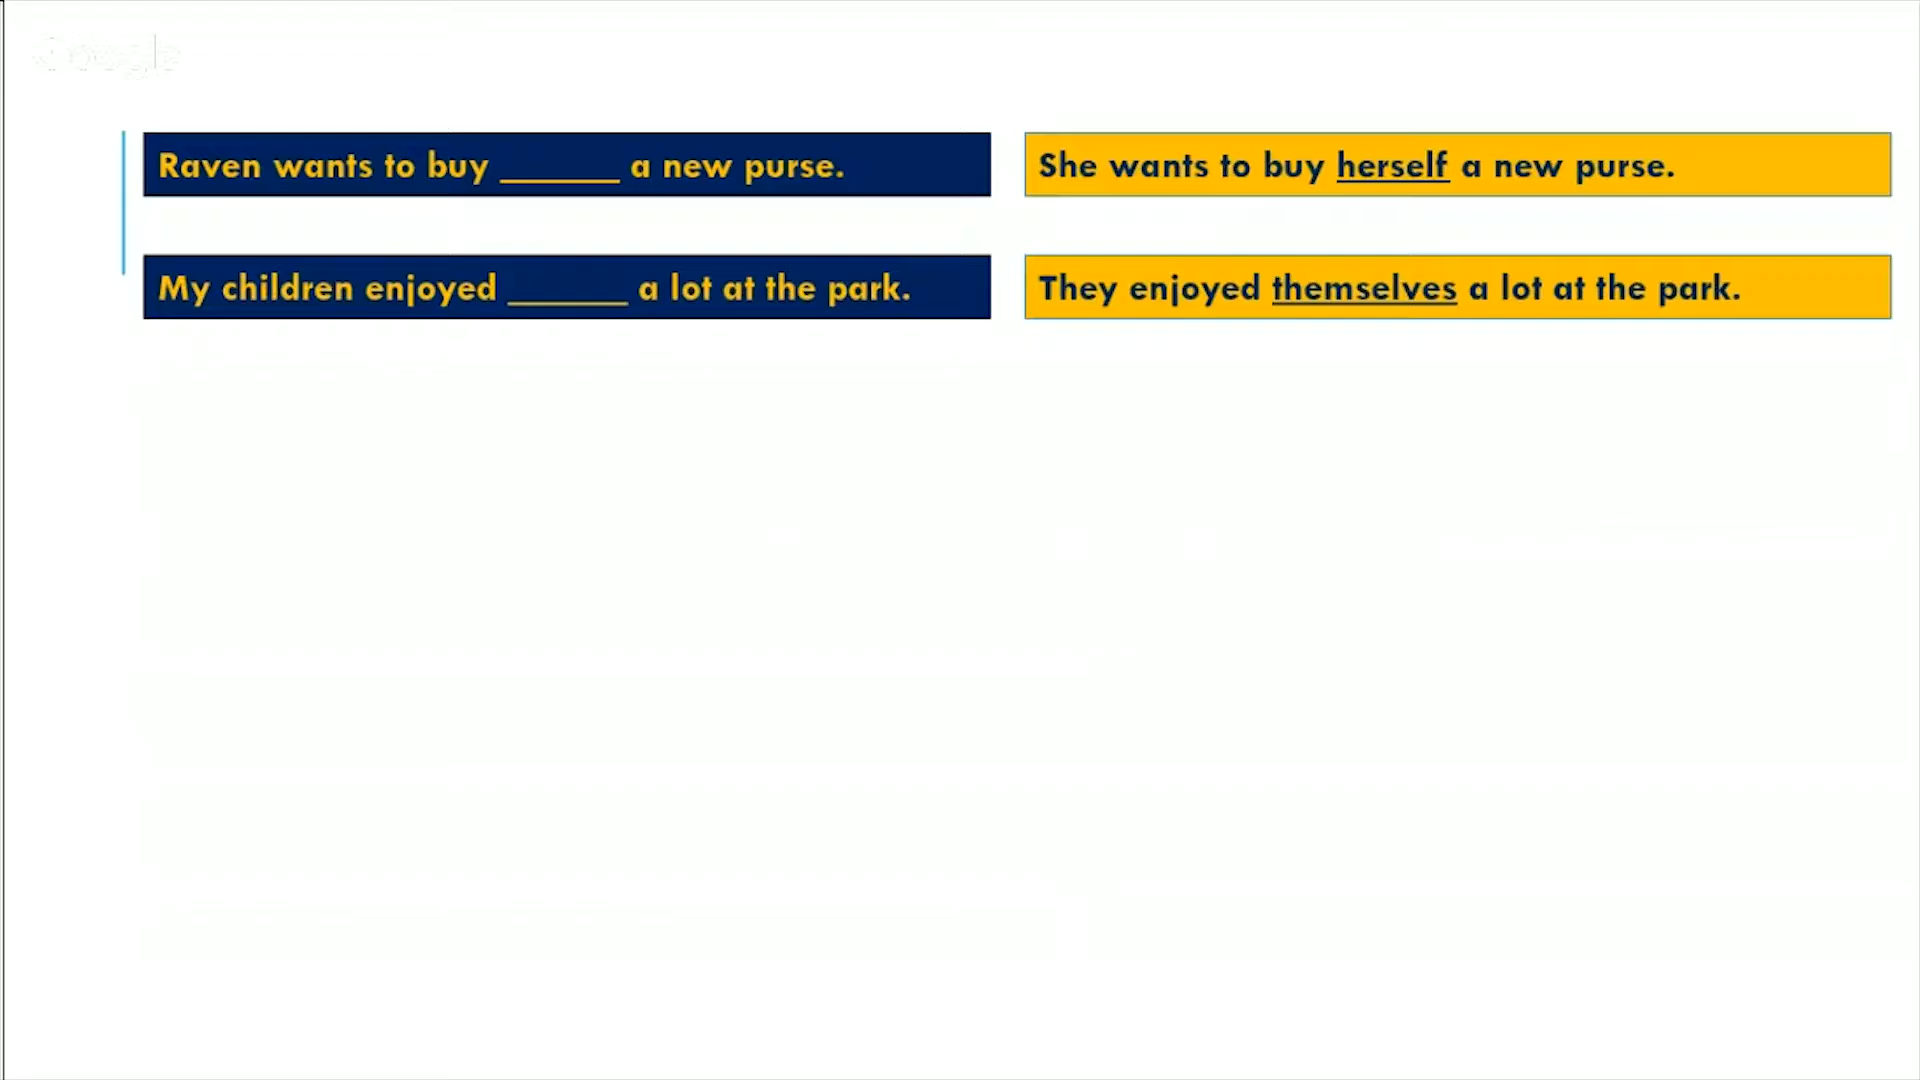 Google
Raven wants to buy ______ a new purse.
She wants to buy herself a new purse.
My children enjoyed ______ a lot at the park.
They enjoyed themselves a lot at the park.